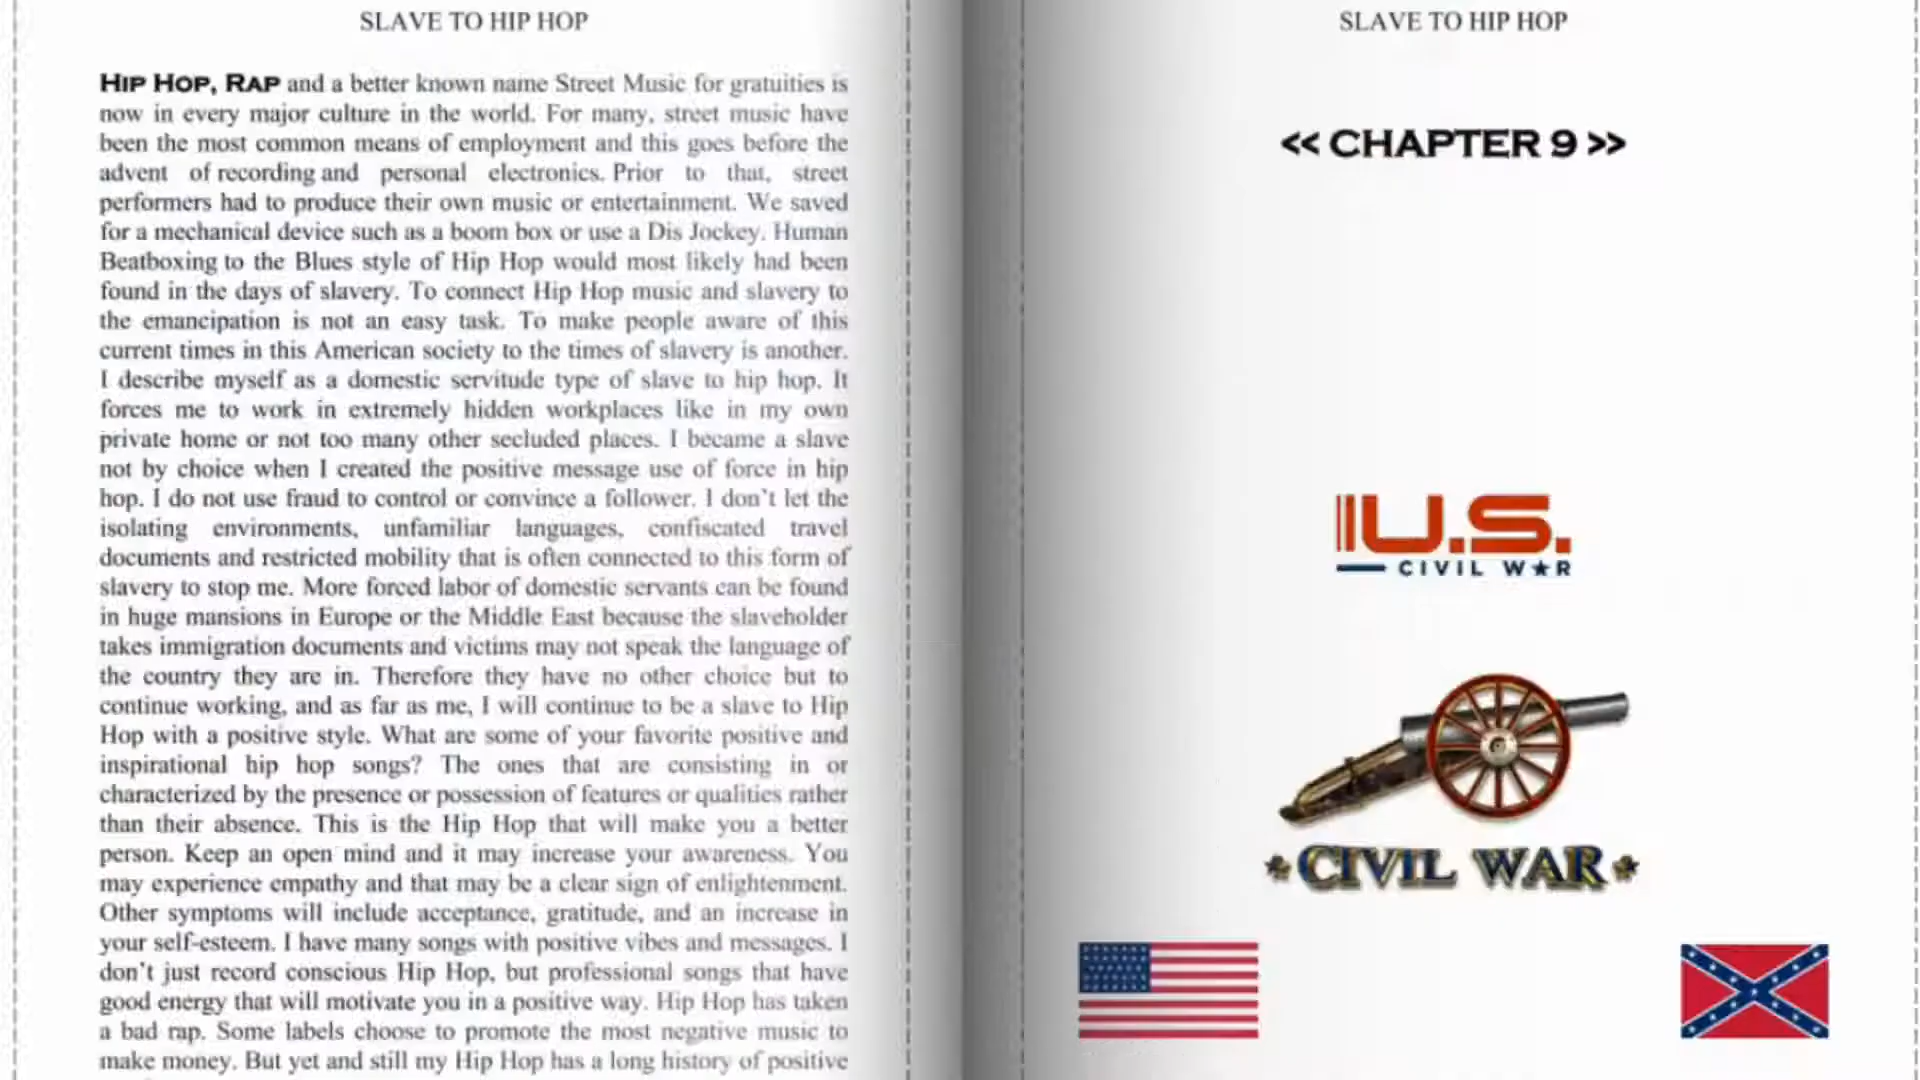 SLAVE TO HIP HOP
HIP HOP, RAP and a better known name Street Music for gratuities is
now in every major culture in the world. For many, street music have
been the most common means of employment and this goes before the
advent of recording and personal electronics. Prior to that, street
performers had to produce their own music or entertainment. We saved
for a mechanical device such as a boom box or use a Dis Jockey. Human
Beatboxing to the Blues style of Hip Hop would most likely had been
found in the days of slavery. To connect Hip Hop music and slavery to
the emancipation is not an easy task. To make people aware of this
current times in this American society to the times of slavery is another.
I describe myself as a domestic servitude type of slave to hip hop. It
forces me to work in extremely hidden workplaces like in my own
private home or not too many other secluded places. I became a slave
not by choice when I created the positive message use of force in hip
hop. I do not use fraud to control or convince a follower. I don't let the
isolating environments, unfamiliar languages, confiscated travel
documents and restricted mobility that is often connected to this form of
slavery to stop me. More forced labor of domestic servants can be found
in huge mansions in Europe or the Middle East because the slaveholder
takes immigration documents and victims may not speak the language of
the country they are in. Therefore they have no other choice but to
continue working, and as far as me, I will continue to be a slave to Hip
Hop with a positive style. What are some of your favorite positive and
inspirational hip hop songs? The ones that are consisting in or
characterized by the presence or possession of features or qualities rather
than their absence. This is the Hip Hop that will make you a better
person. Keep an open mind and it may increase your awareness. You
may experience empathy and that may be a clear sign of enlightenment.
Other symptoms will include acceptance, gratitude, and an increase in
your self-esteem. I have many songs with positive vibes and messages. I
don't just record conscious Hip Hop, but professional songs that have
good energy that will motivate you in a positive way. Hip Hop has taken
a bad rap. Some labels choose to promote the most negative music to
make money. But yet and still my Hip Hop has a long history of positive
SLAVE TO HIP HOP
<< CHAPTER 9 >>
U.S.
CIVIL WAR
CIVIL WAR